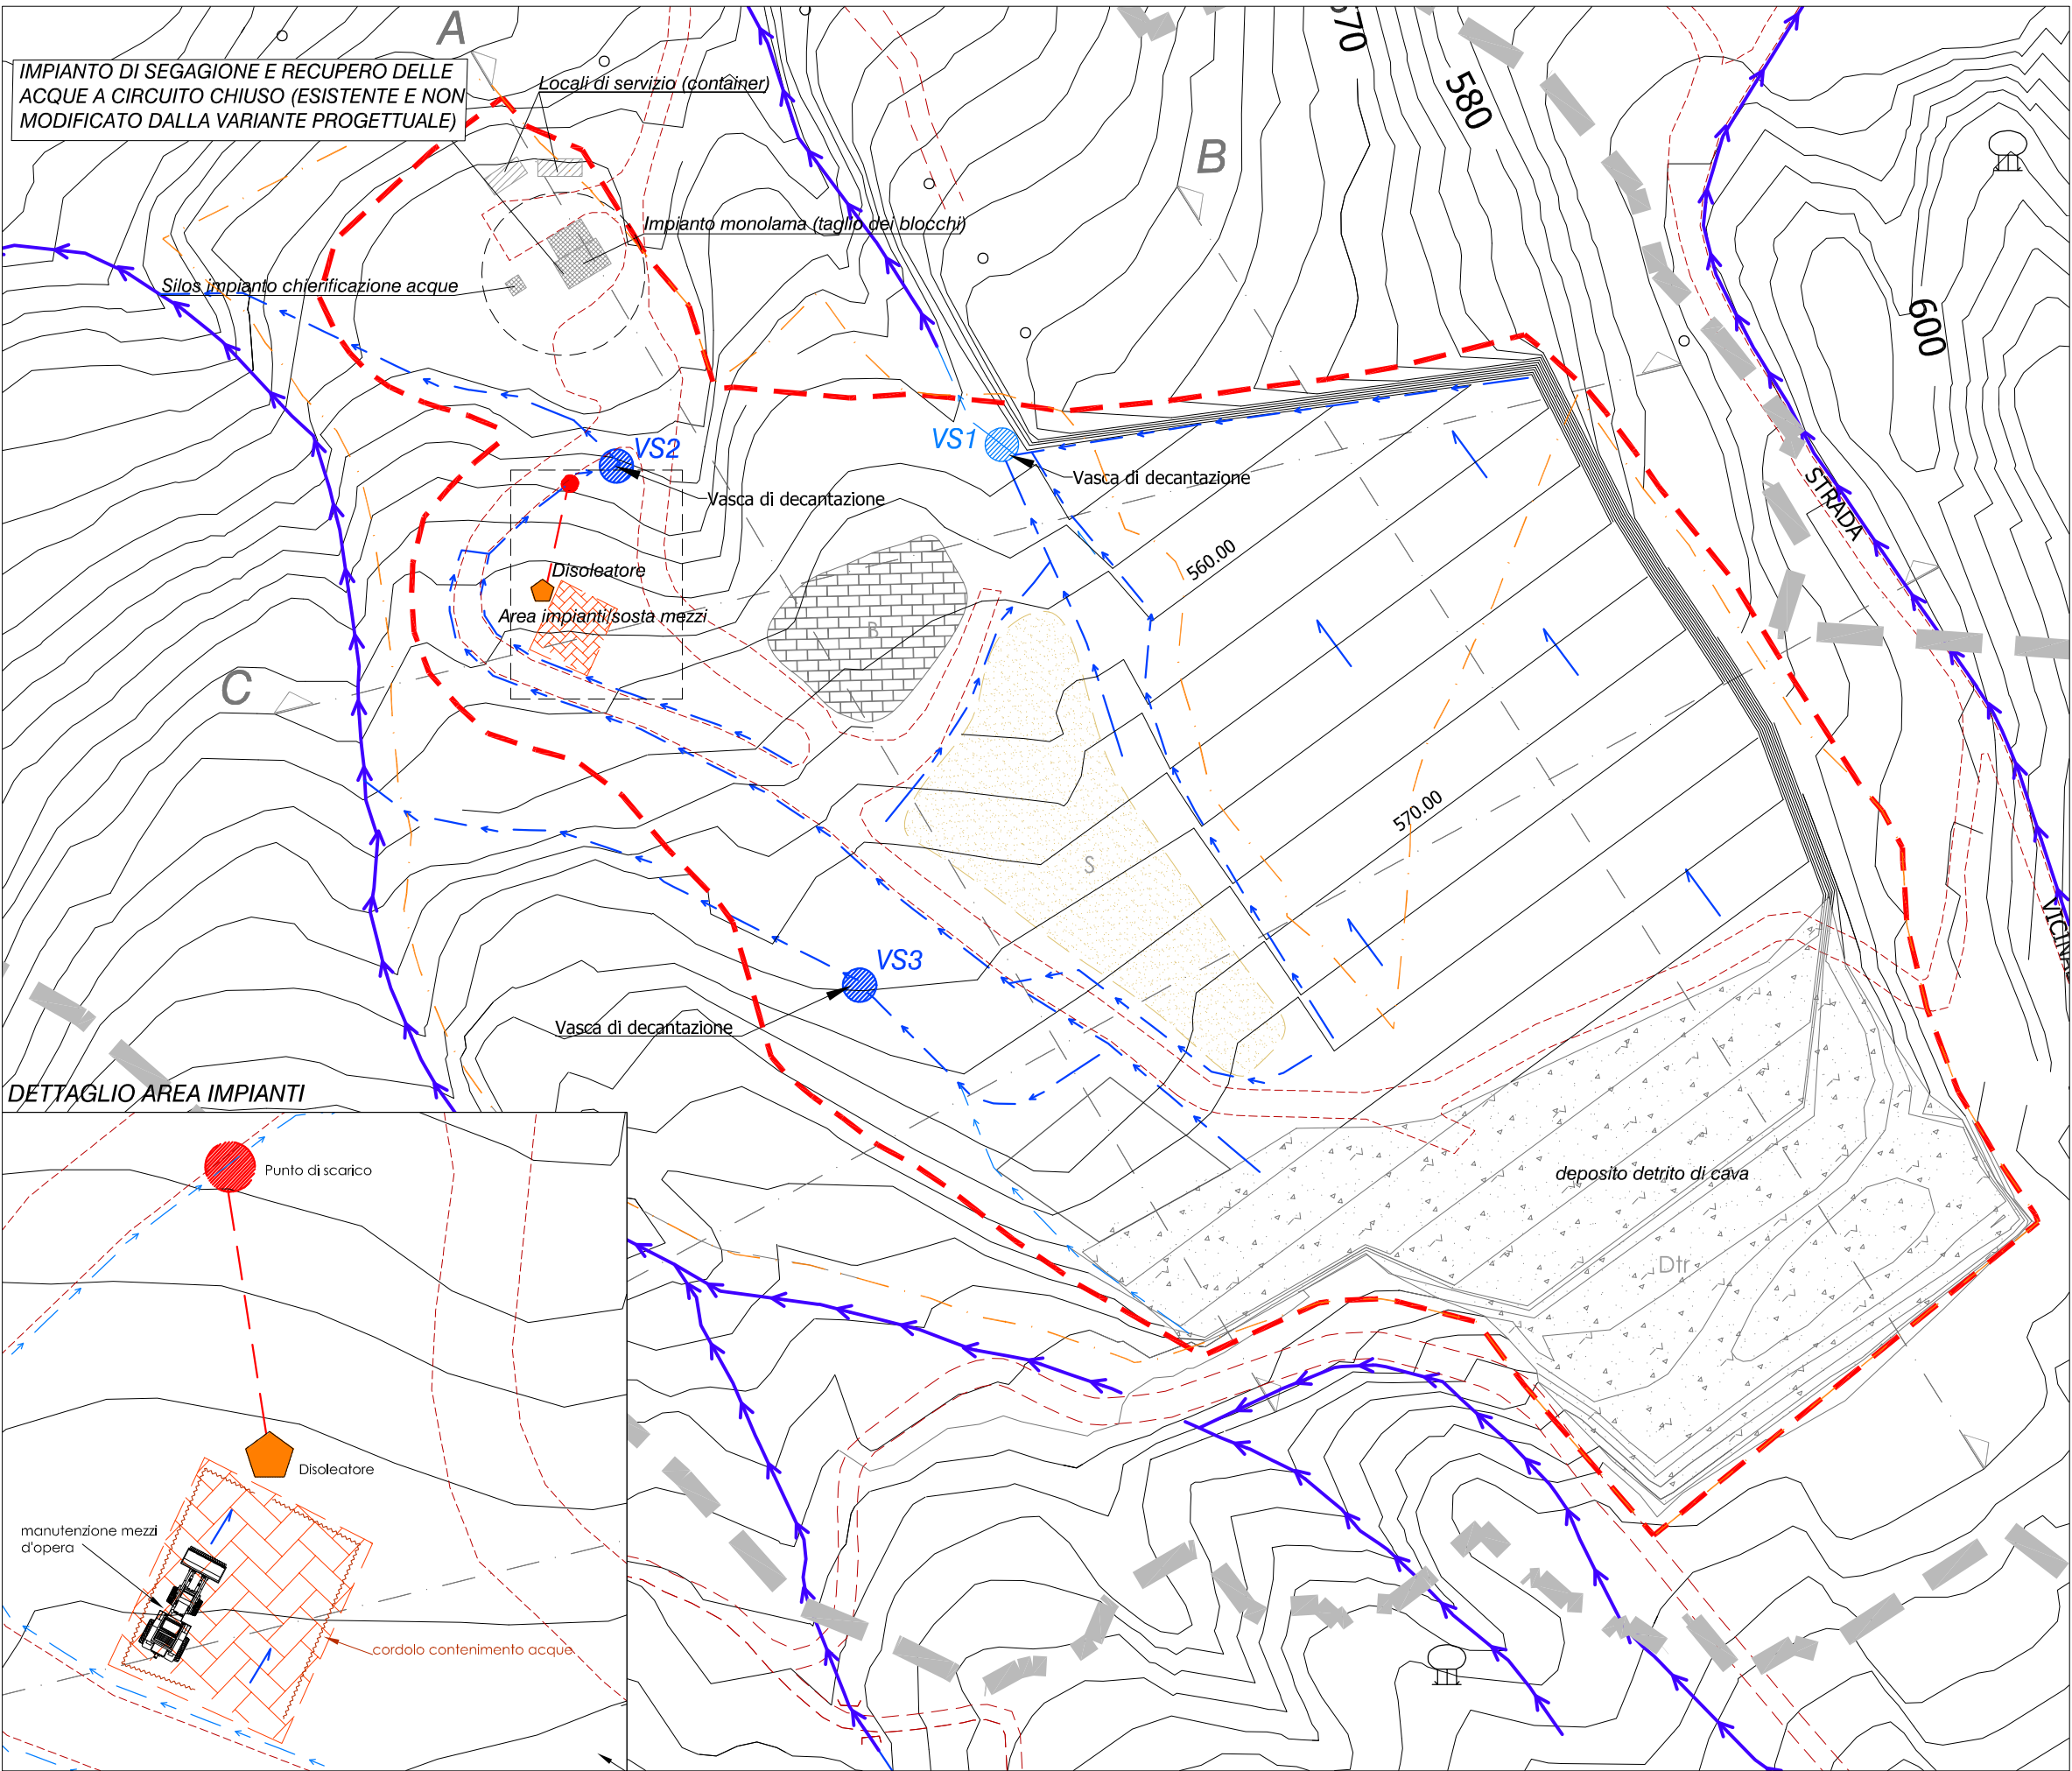 A
IMPIANTO DI SEGAGIONE E RECUPERO DELLE
ACQUE A CIRCUITO CHIUSO (ESISTENTE E NON
MODIFICATO DALLA VARIANTE PROGETTUALE)
Locali di servizio (container)
570
580
B
Impianto monolama (taglio dei blocchi)
Silos impianto chierificazione acque
600
VS2
VS1
Vasca di decantazione
Vasca di decantazione
STRADA
560.00
Disoleatore
Area impianti/sosta mezzi
B
C
570.00
S
VS3
Vasca di decantazione
DETTAGLIO AREA IMPIANTI
Punto di scarico
deposito detrito di cava
Dtr
Disoleatore
manutenzione mezzi
d'opera
cordolo contenimento acque